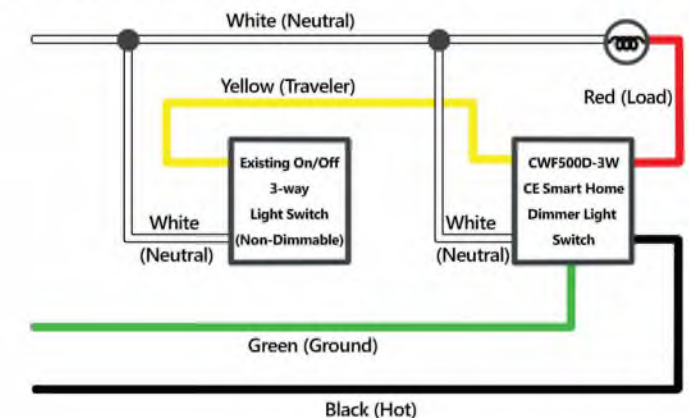 White (Neutral)
Yellow (Traveler)
Red (Load)
Existing On/Off
3-way
Light Switch
(Non-Dimmable)
CWF500D-3W
CE Smart Home
Dimmer Light
Switch
White
(Neutral)
White
(Neutral)
Green (Ground)
Black (Hot)